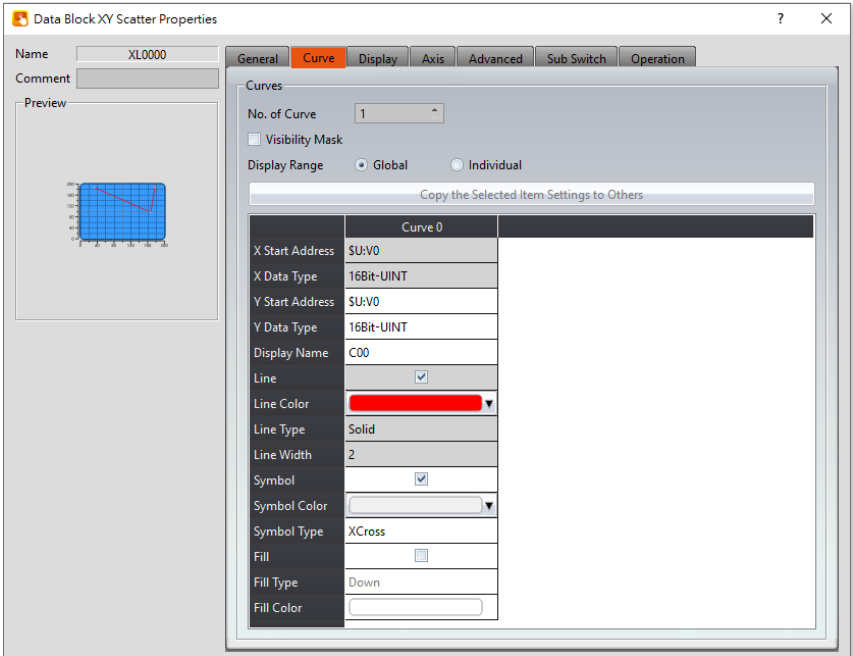 Data Block XY Scatter Properties
Name XL0000
Comment
Preview
General Curve Display Axis Advanced Sub Switch Operation
Curves
No. of Curve 1
Visibility Mask
Display Range Global Individual
Copy the Selected Item Settings to Others
Curve 0
X Start Address $U:V0
X Data Type 16Bit-UINT
Y Start Address $U:V0
Y Data Type 16Bit-UINT
Display Name C00
Line
Line Color
Line Type Solid
Line Width 2
Symbol
Symbol Color
Symbol Type XCross
Fill
Fill Type Down
Fill Color